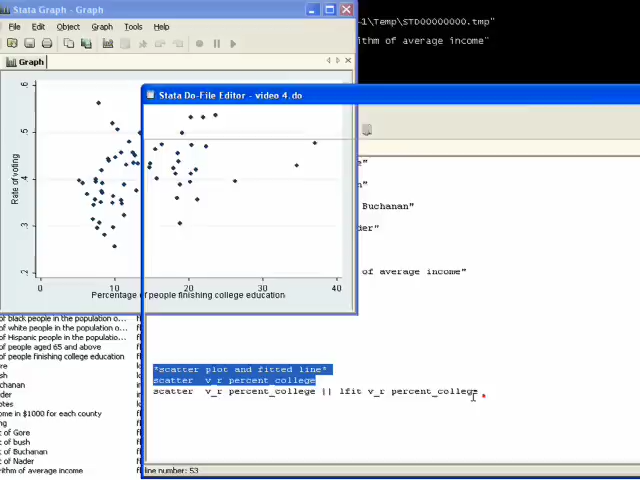 Stata Graph - Graph
File Edit Object Graph Tools Help
Graph
Rate of voting
.6
.5
.4
.3
.2
0 10 20 30 40
Percentage of people finishing college education
-1\Temp\STD00000000.tmp"
ithm of average income"
Stata Do-File Editor - video 4.do
e"
n"
Buchanan"
der"
of average income"
*scatter plot and fitted line*
scatter v_r percent_college
scatter v_r percent_college || lfit v_r percent_college
line number: 53
of black people in the population o...
of white people in the population ...
of Hispanic people in the populati...
of people aged 65 and above
of people finishing college education
re
sh
chanan
der
otes
ome in $1000 for each county
ng
t of Gore
t of bush
t of Buchanan
t of Nader
rithm of average income